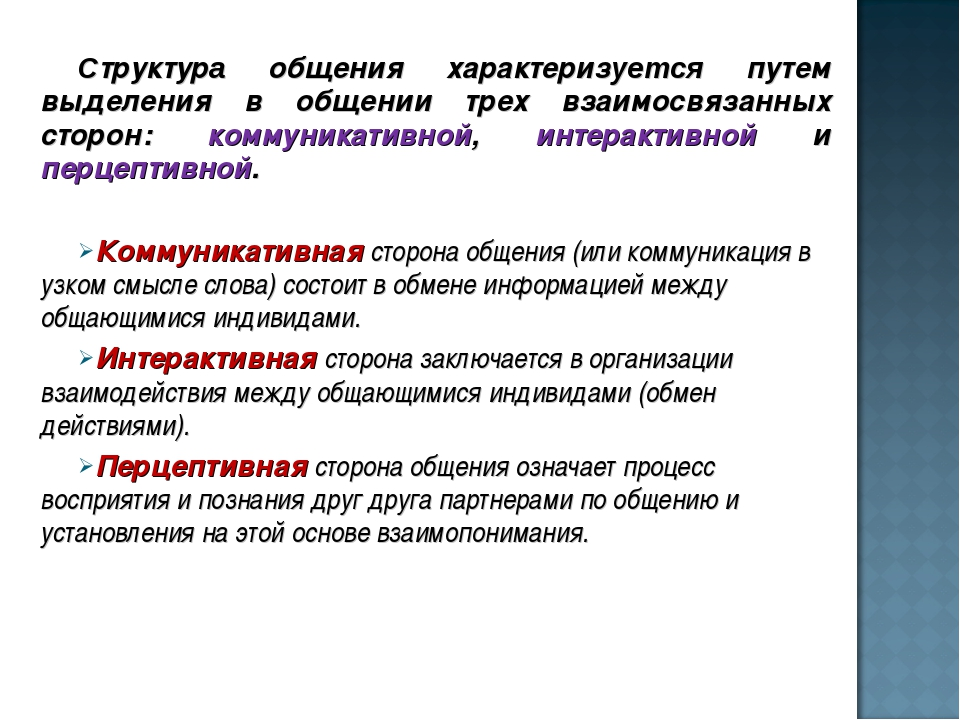 Структура общения характеризуется путем
выделения в общении трех взаимосвязанных
сторон: коммуникативной, интерактивной и
перцептивной.
Коммуникативная сторона общения (или коммуникация в
узком смысле слова) состоит в обмене информацией между
общающимися индивидами.
Интерактивная сторона заключается в организации
взаимодействия между общающимися индивидами (обмен
действиями).
Перцептивная сторона общения означает процесс
восприятия и познания друг друга партнерами по общению и
установления на этой основе взаимопонимания.